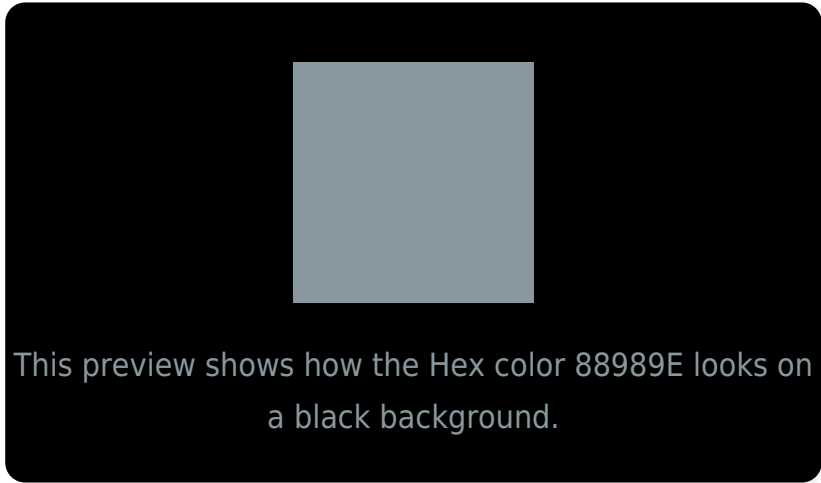 This preview shows how the Hex color 88989E looks on
a black background.